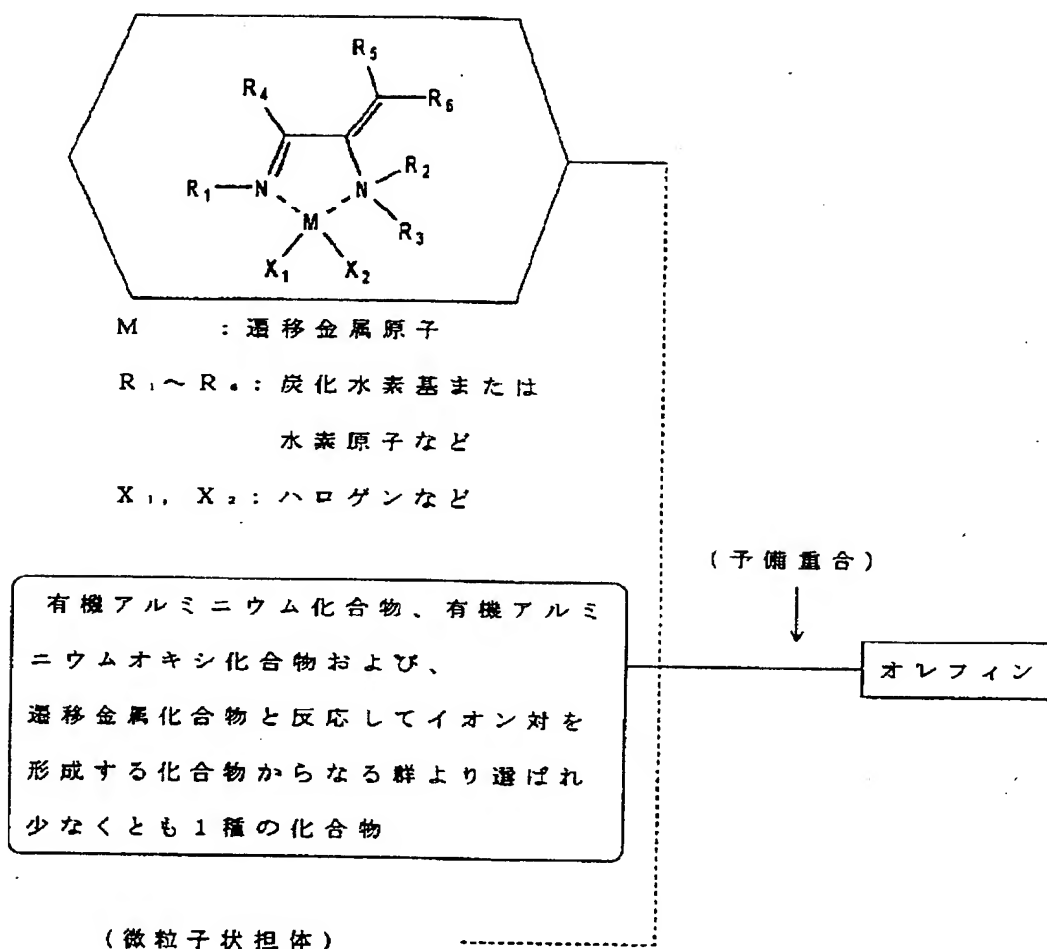 R₅
R₄
R₆
R₁
N
N
R₂
M
R₃
X₁
X₂
M : 遷移金属原子
R₁~R₆: 炭化水素基または
水素原子など
X₁, X₂: ハロゲンなど
(予備重合)
有機アルミニウム化合物、有機アルミ
ニウムオキシ化合物および、
遷移金属化合物と反応してイオン対を
形成する化合物からなる群より選ばれ
少なくとも1種の化合物
オレフィン
(微粒子状担体)